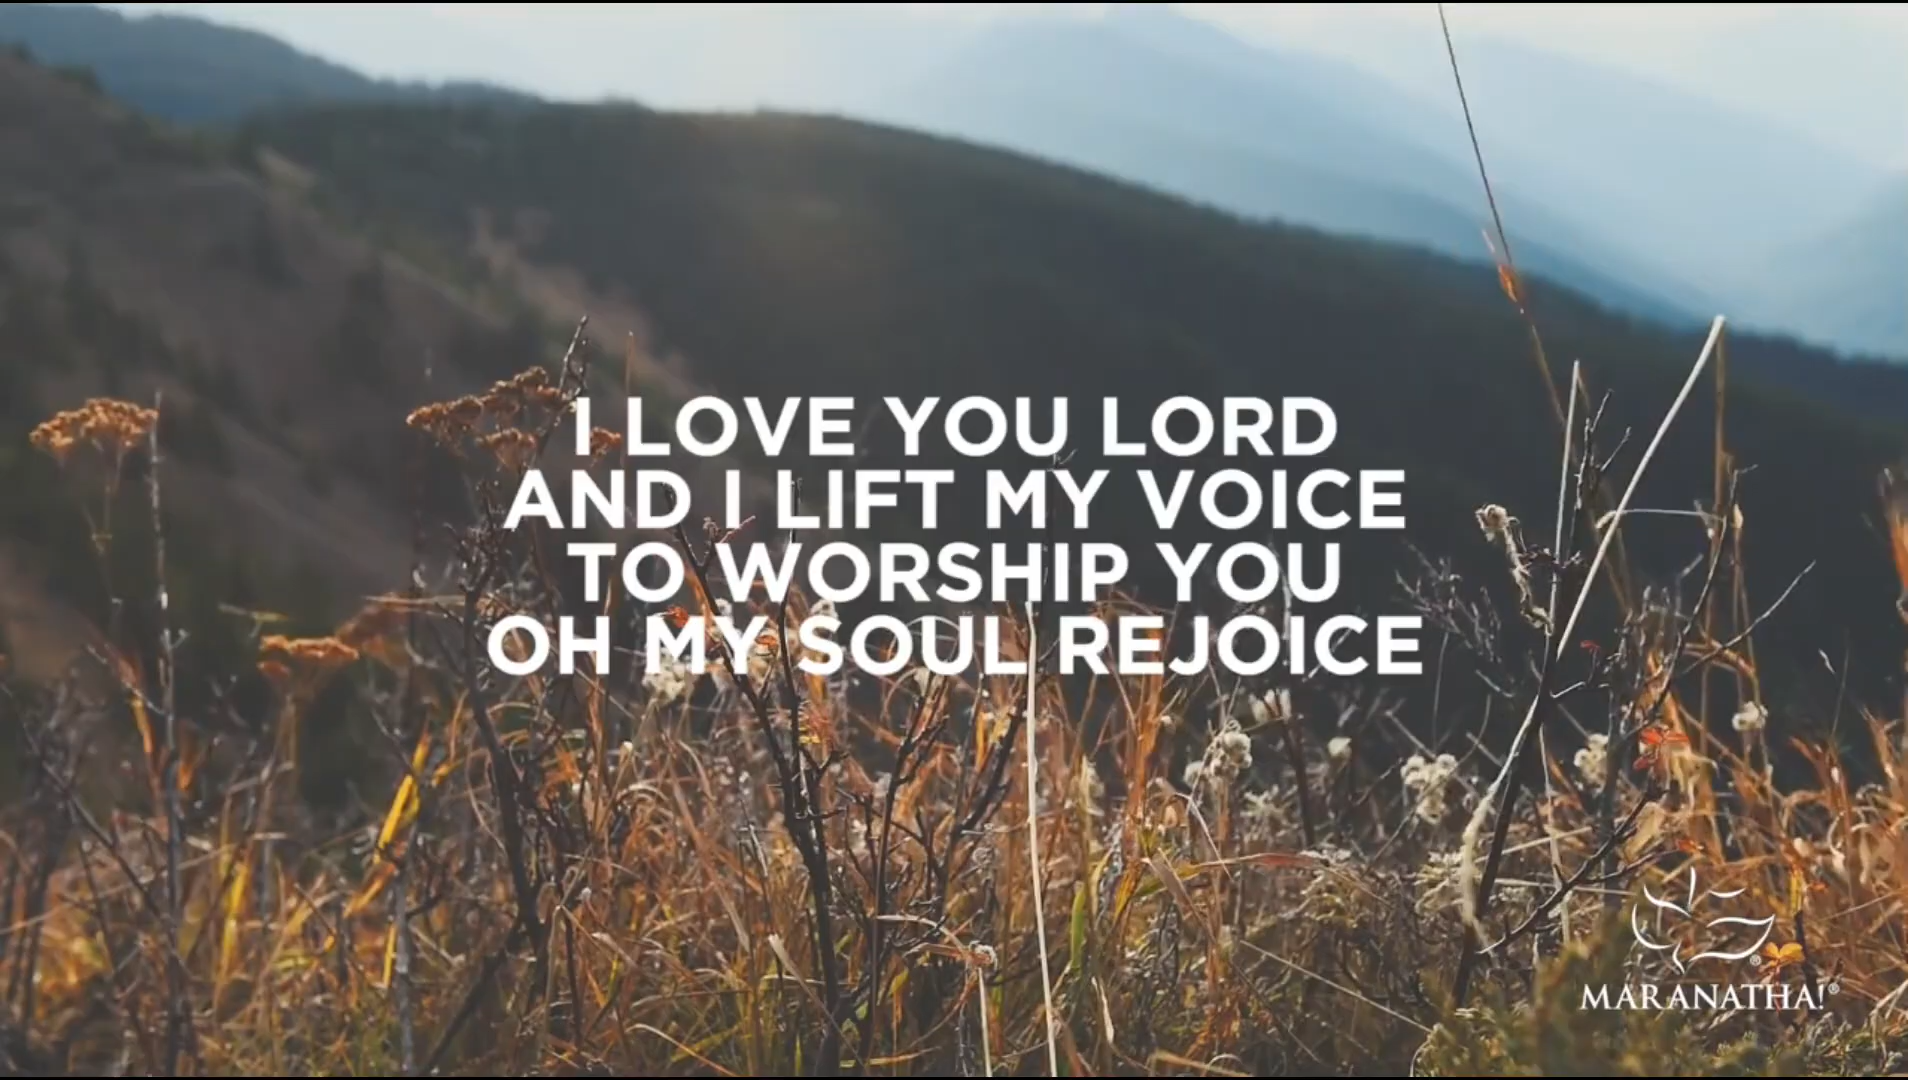 I LOVE YOU LORD
AND I LIFT MY VOICE
TO WORSHIP YOU
OH MY SOUL REJOICE
MARANATHA!®